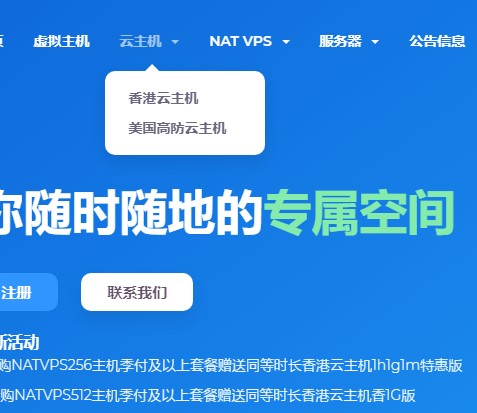 页 虚拟主机 云主机 NAT VPS 服务器 公告信息
香港云主机
美国高防云主机
你随时随地的专属空间
注册 联系我们
新活动
购NATVPS256主机季付及以上套餐赠送同等时长香港云主机1h1g1m特惠版
购NATVPS512主机季付及以上套餐赠送同等时长香港云主机香1G版